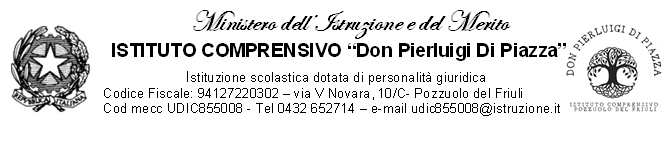 Ministero dell'Istruzione e del Merito
ISTITUTO COMPRENSIVO “Don Pierluigi Di Piazza”
Istituzione scolastica dotata di personalità giuridica
Codice Fiscale: 94127220302 – via V Novara, 10/C- Pozzuolo del Friuli
Cod mecc UDIC855008 - Tel 0432 652714 – e-mail udic855008@istruzione.it
REPVBBLICA ITALIANA
DON PIERLUIGI DI PIAZZA
ISTITUTO COMPRENSIVO
POZZUOLO DEL FRIULI